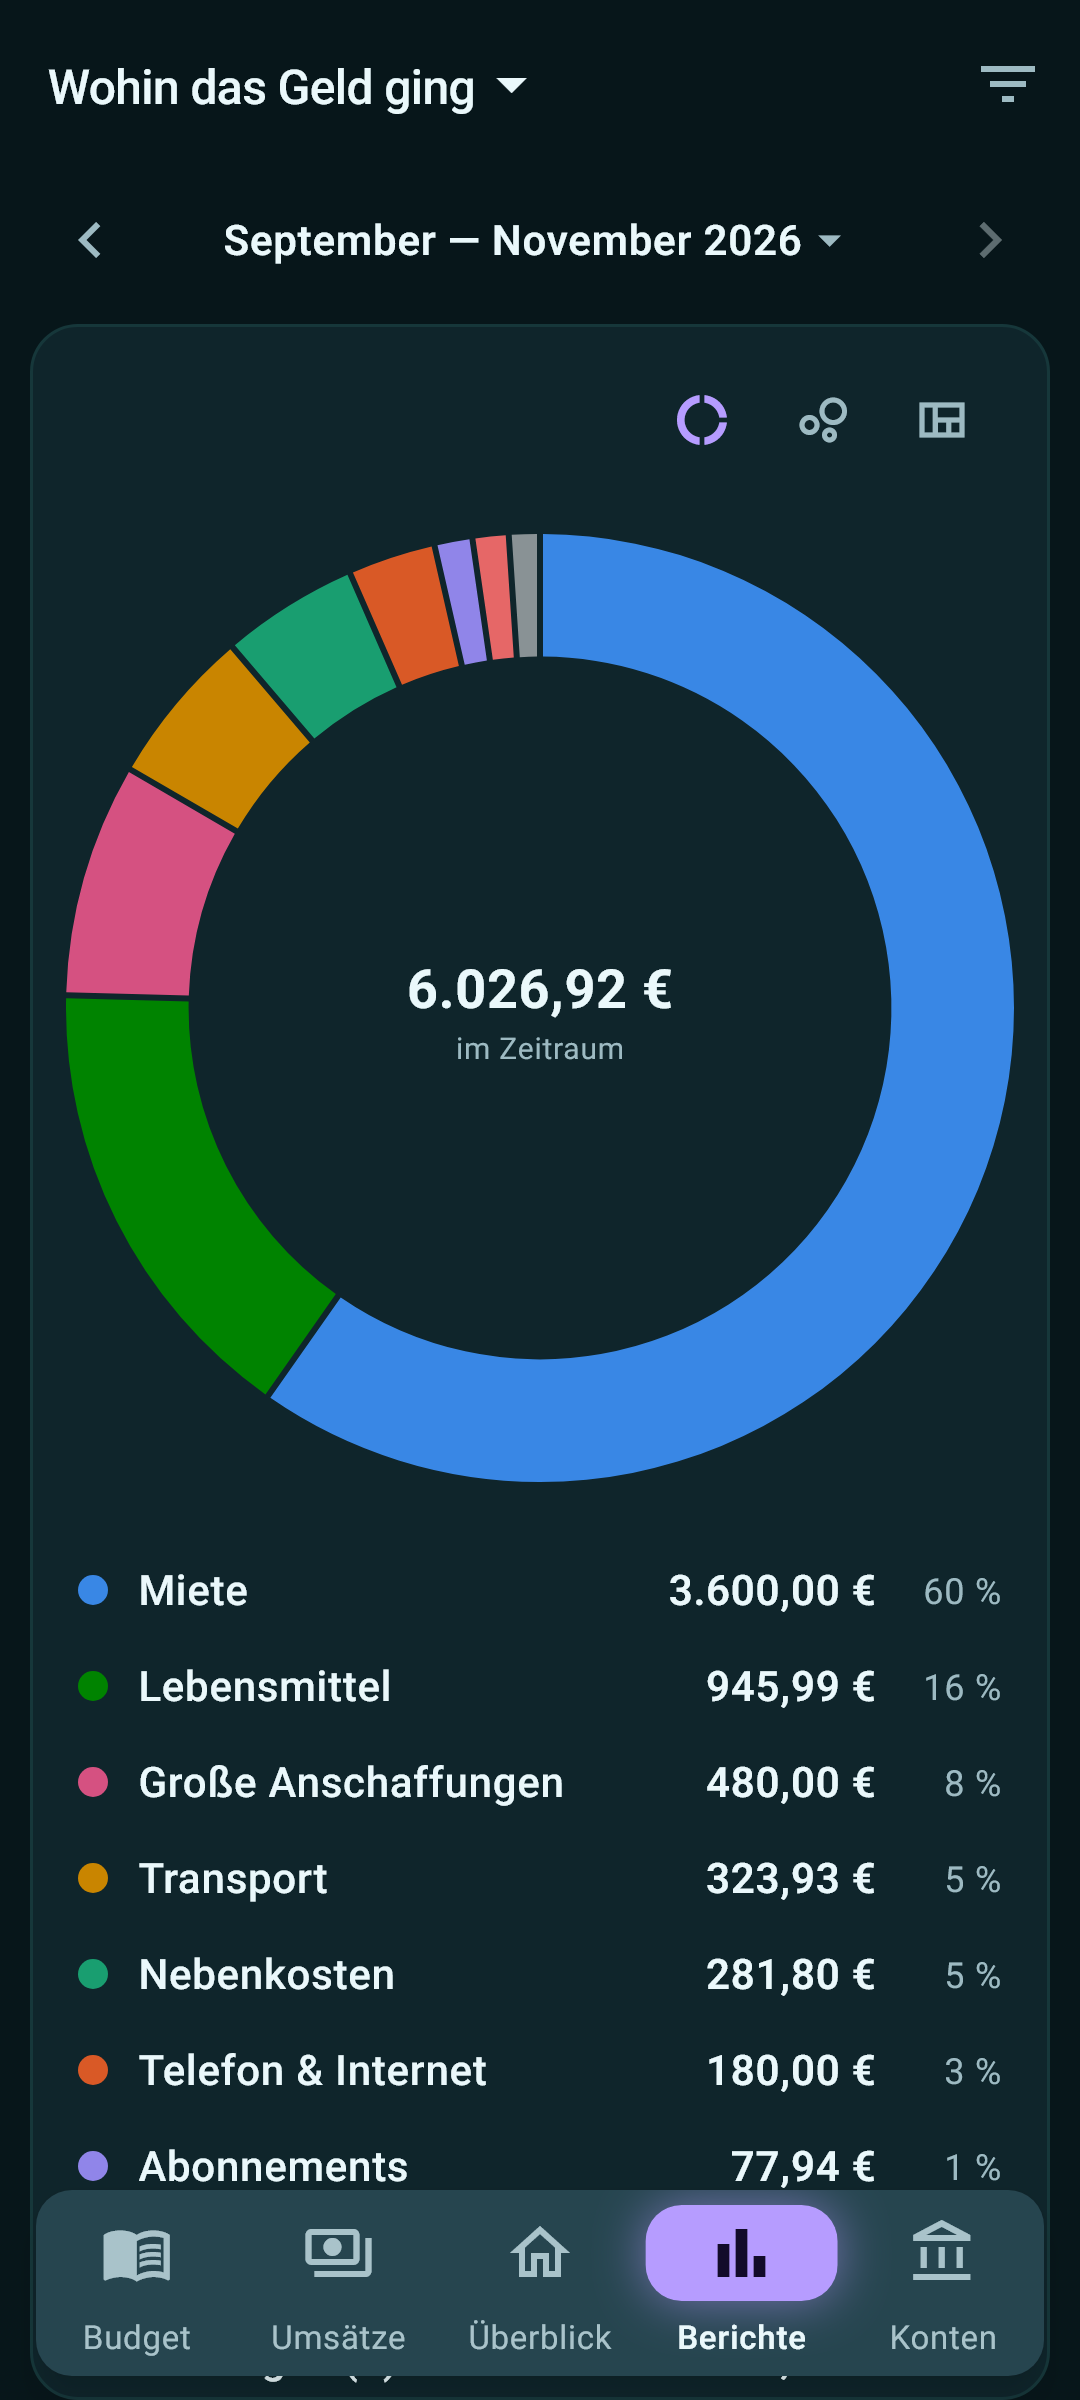 Wohin das Geld ging
September – November 2026
6.026,92 €
im Zeitraum
Miete 3.600,00 € 60 %
Lebensmittel 945,99 € 16 %
Große Anschaffungen 480,00 € 8 %
Transport 323,93 € 5 %
Nebenkosten 281,80 € 5 %
Telefon & Internet 180,00 € 3 %
Abonnements 77,94 € 1 %
Budget Umsätze Überblick Berichte Konten